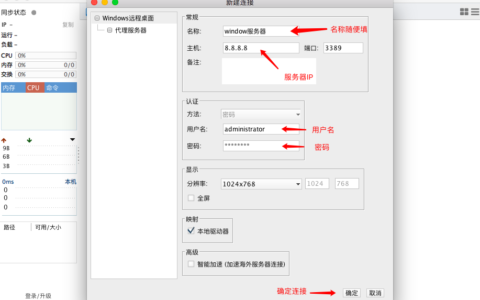 新建连接
同步状态
IP - 复制
运行 -
负载 -
CPU 0%
内存 0% 0/0
交换 0% 0/0
内存 CPU 命令
98
68
38
0ms 本机
0
0
0
路径 可用/大小
登录/升级
Windows远程桌面
代理服务器
常规
名称: window服务器 名称随便填
主机: 8.8.8.8 端口: 3389
备注:
服务器IP
认证
方法: 密码
用户名: administrator 用户名
密码: ******** 密码
显示
分辨率: 1024x768 1024 768
全屏
映射
本地驱动器
高级
智能加速 (加速海外服务器连接)
确定连接 确定 取消